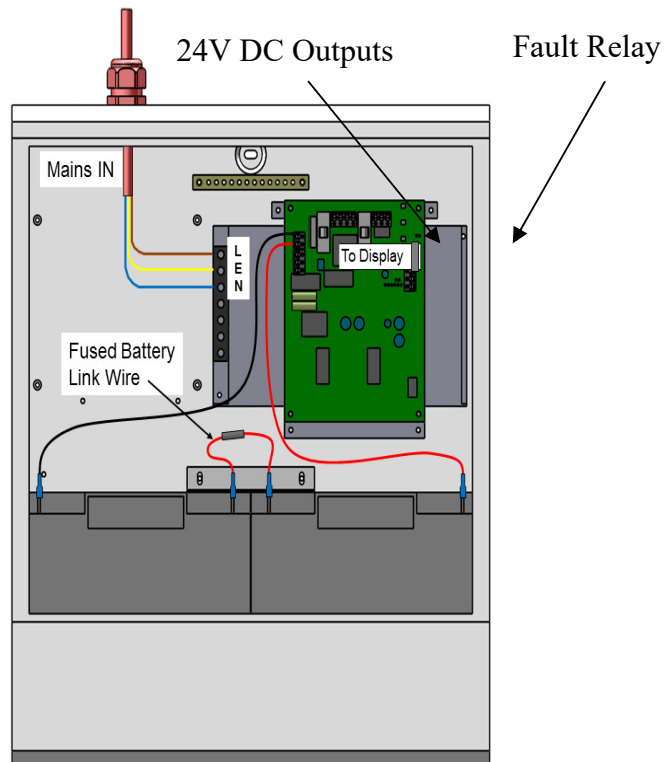 24V DC Outputs
Fault Relay
Mains IN
L
E
N
To Display
Fused Battery
Link Wire